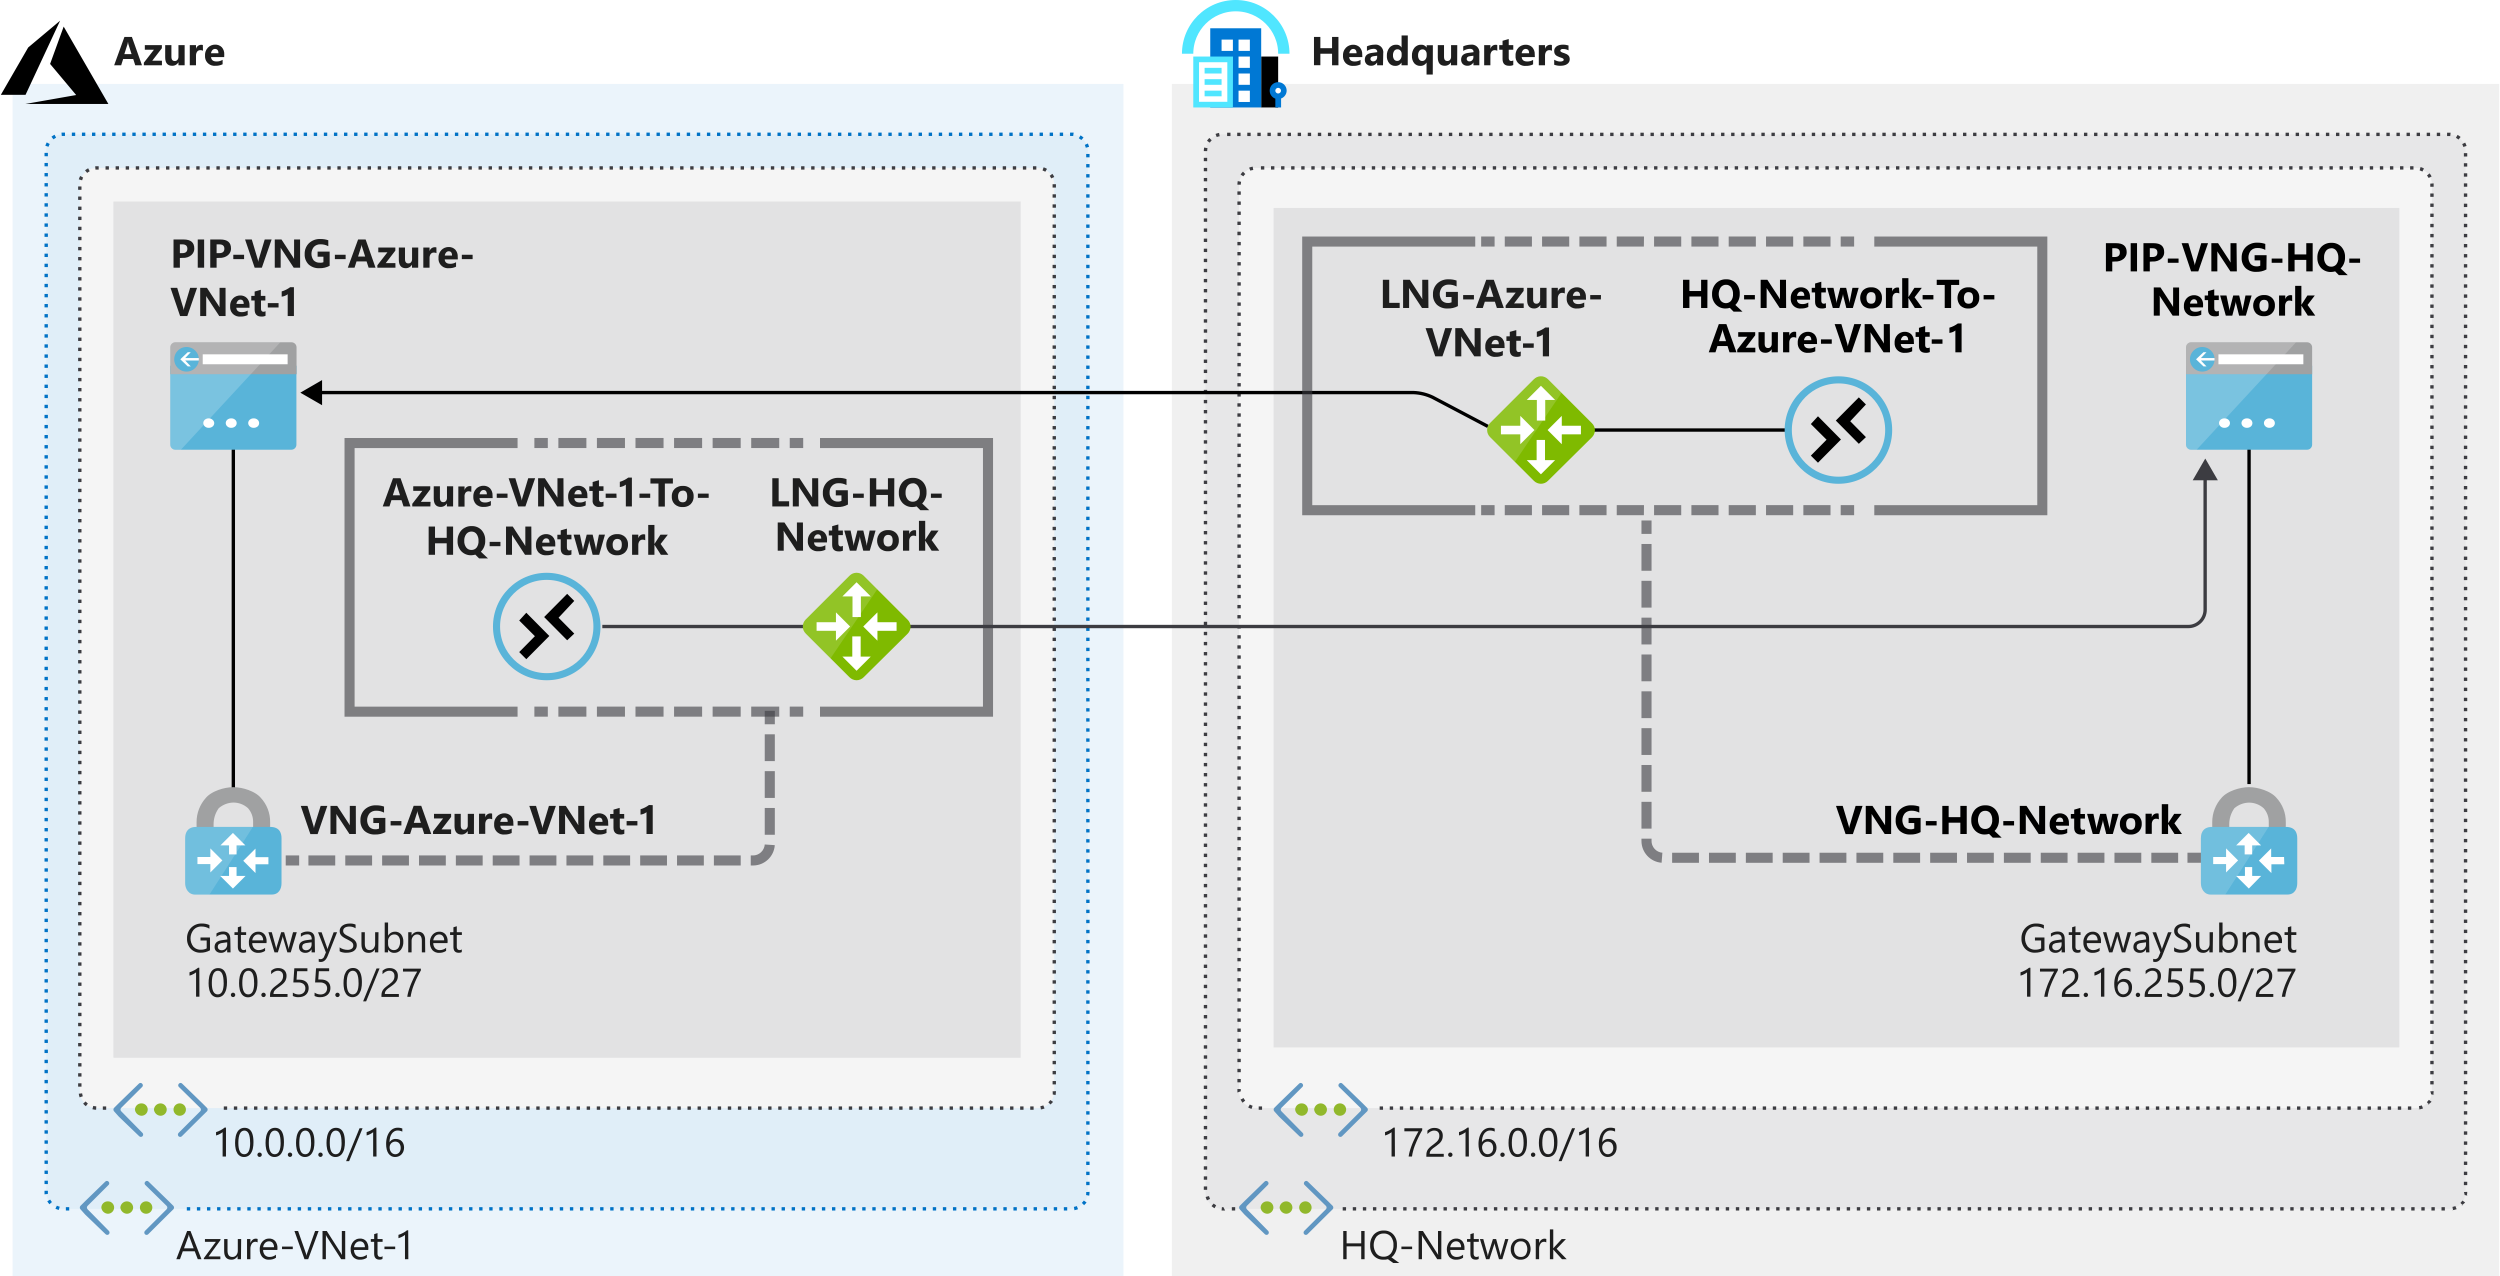 Azure
PIP-VNG-Azure-
VNet-1
Azure-VNet-1-To-
HQ-Network
LNG-HQ-
Network
VNG-Azure-VNet-1
GatewaySubnet
10.0.255.0/27
10.0.0.0/16
Azure-VNet-1
Headquarters
LNG-Azure-
VNet-1
HQ-Network-To-
Azure-VNet-1
PIP-VNG-HQ-
Network
VNG-HQ-Network
GatewaySubnet
172.16.255.0/27
172.16.0.0/16
HQ-Network